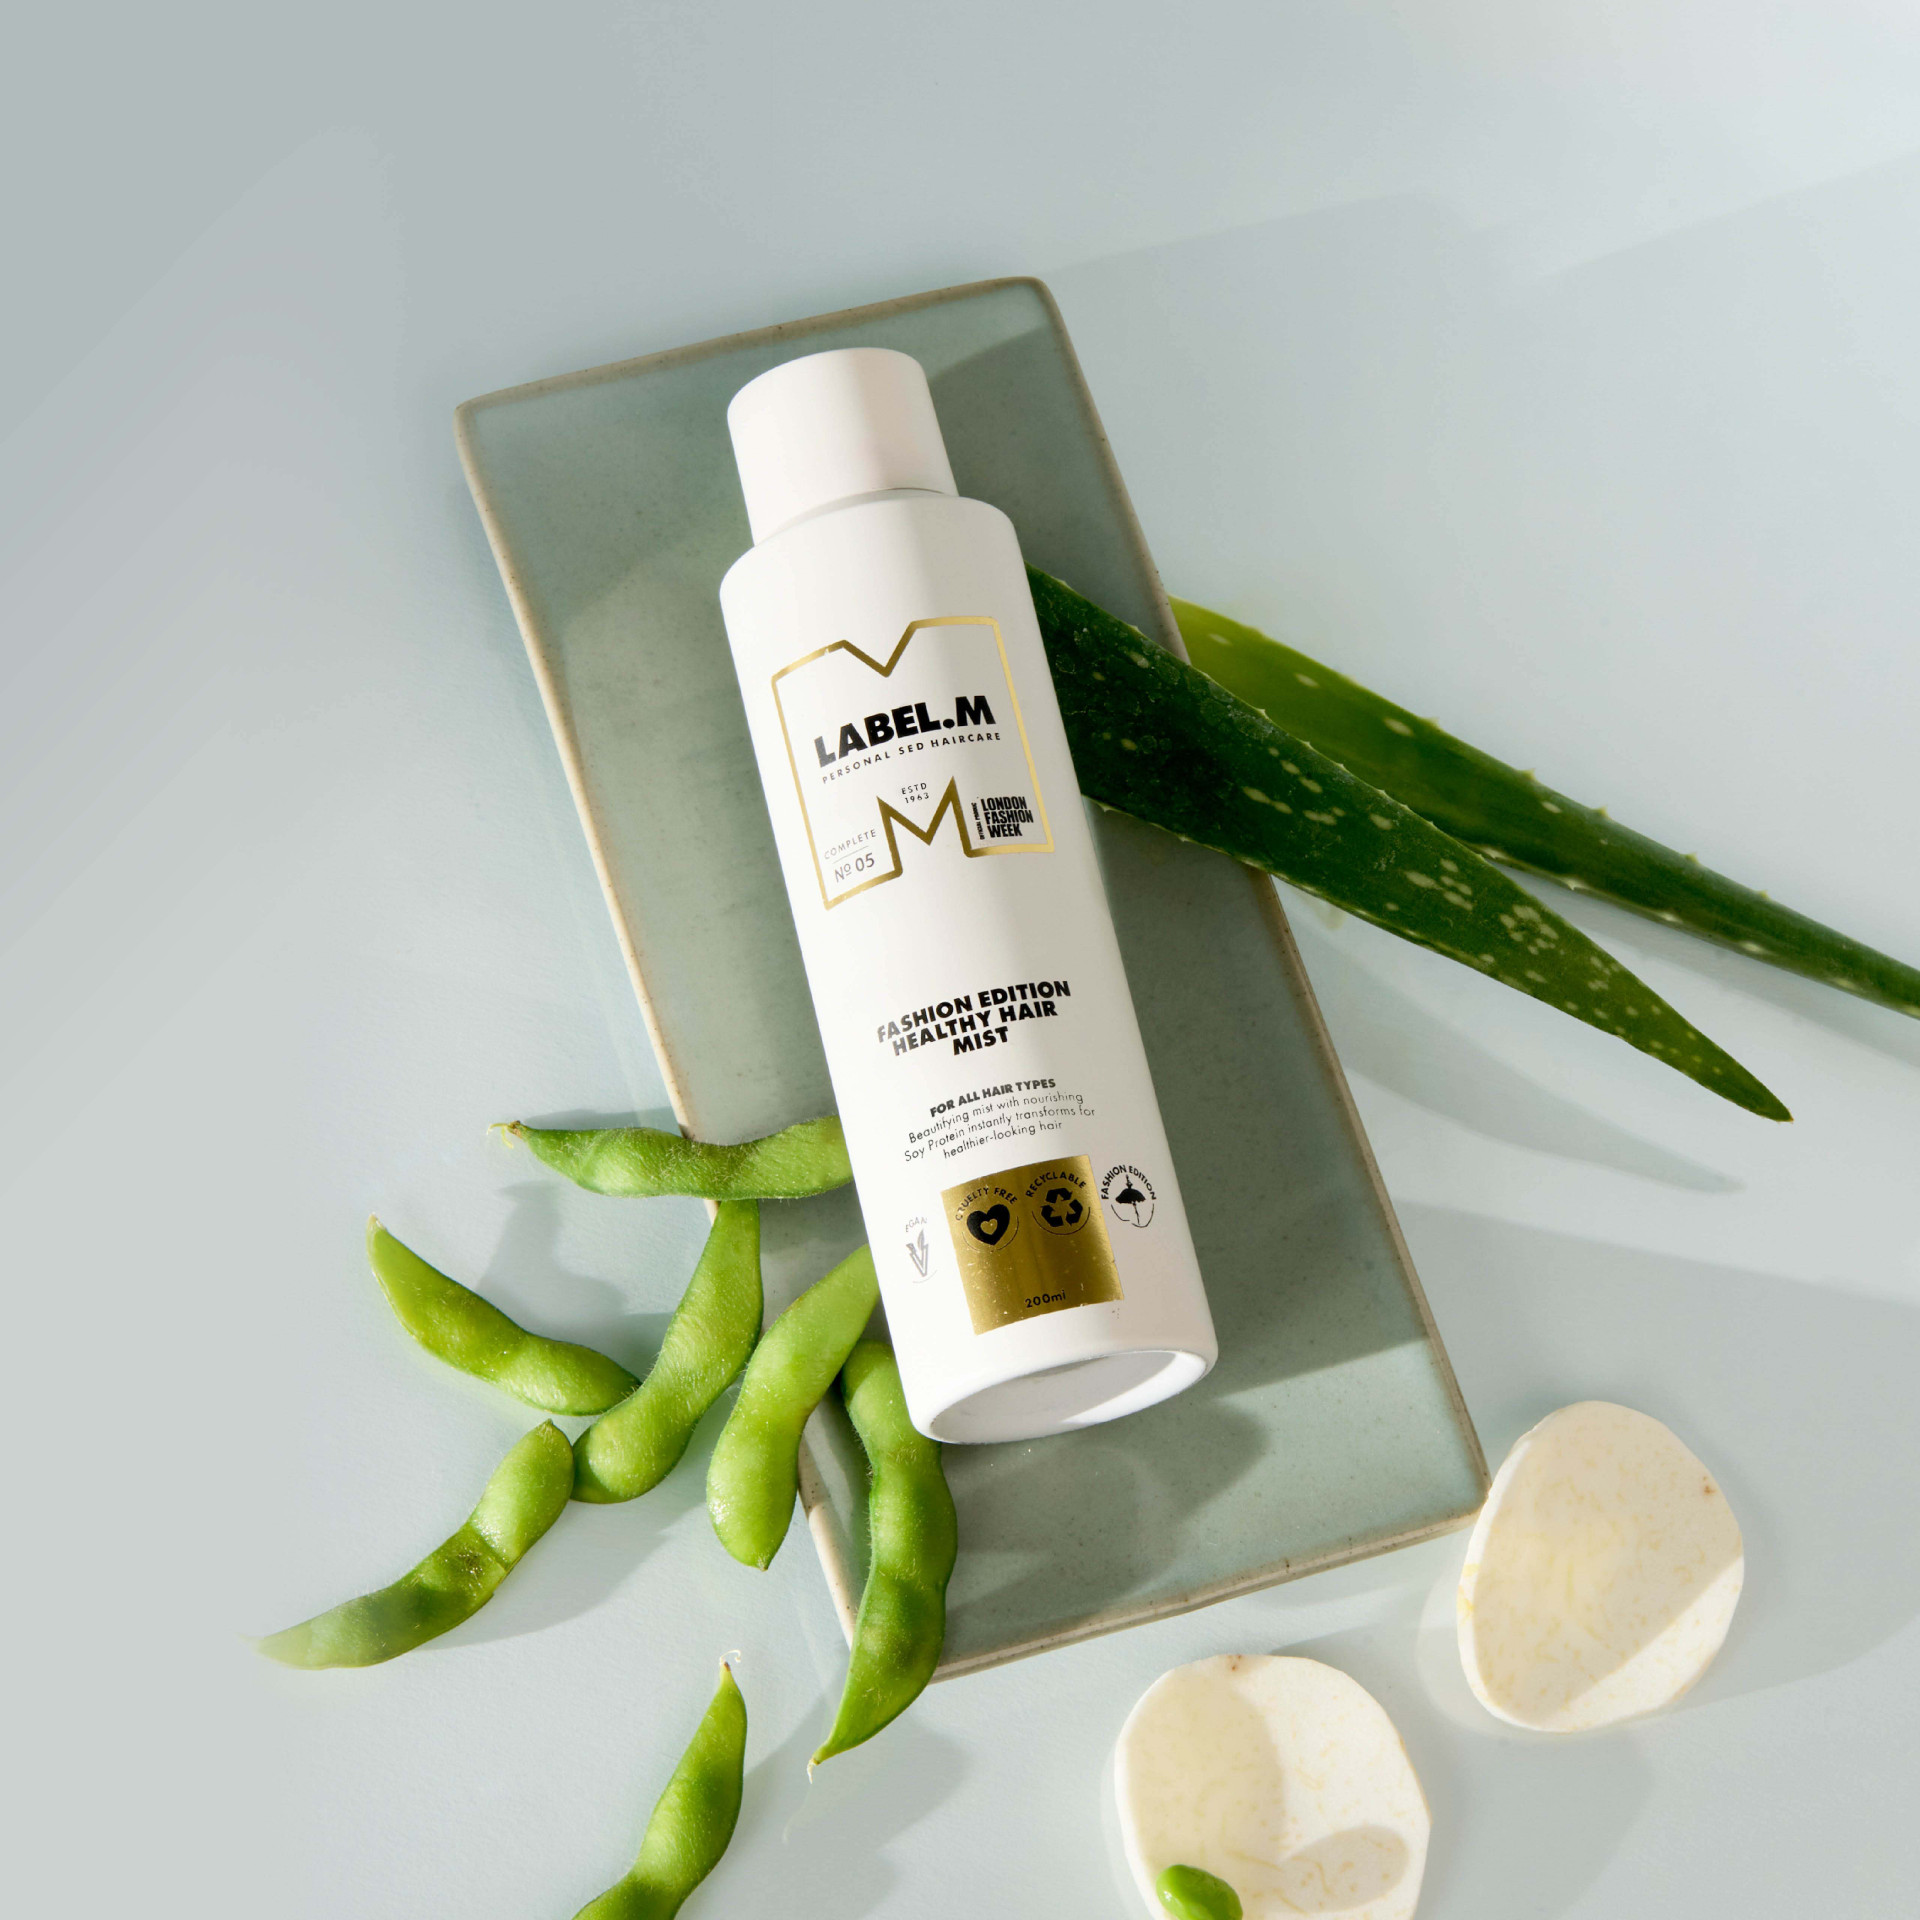 LABEL.M
PERSONAL SED HAIRCARE
ESTD
1963
COMPLETE
Nº 05
LONDON
FASHION
WEEK
FASHION EDITION
HEALTHY HAIR
MIST
FOR ALL HAIR TYPES
Beautifying mist with nourishing
Soy Protein instantly transforms for
healthier-looking hair
CRUELTY FREE
RECYCLABLE
FASHION EDITION
200ml